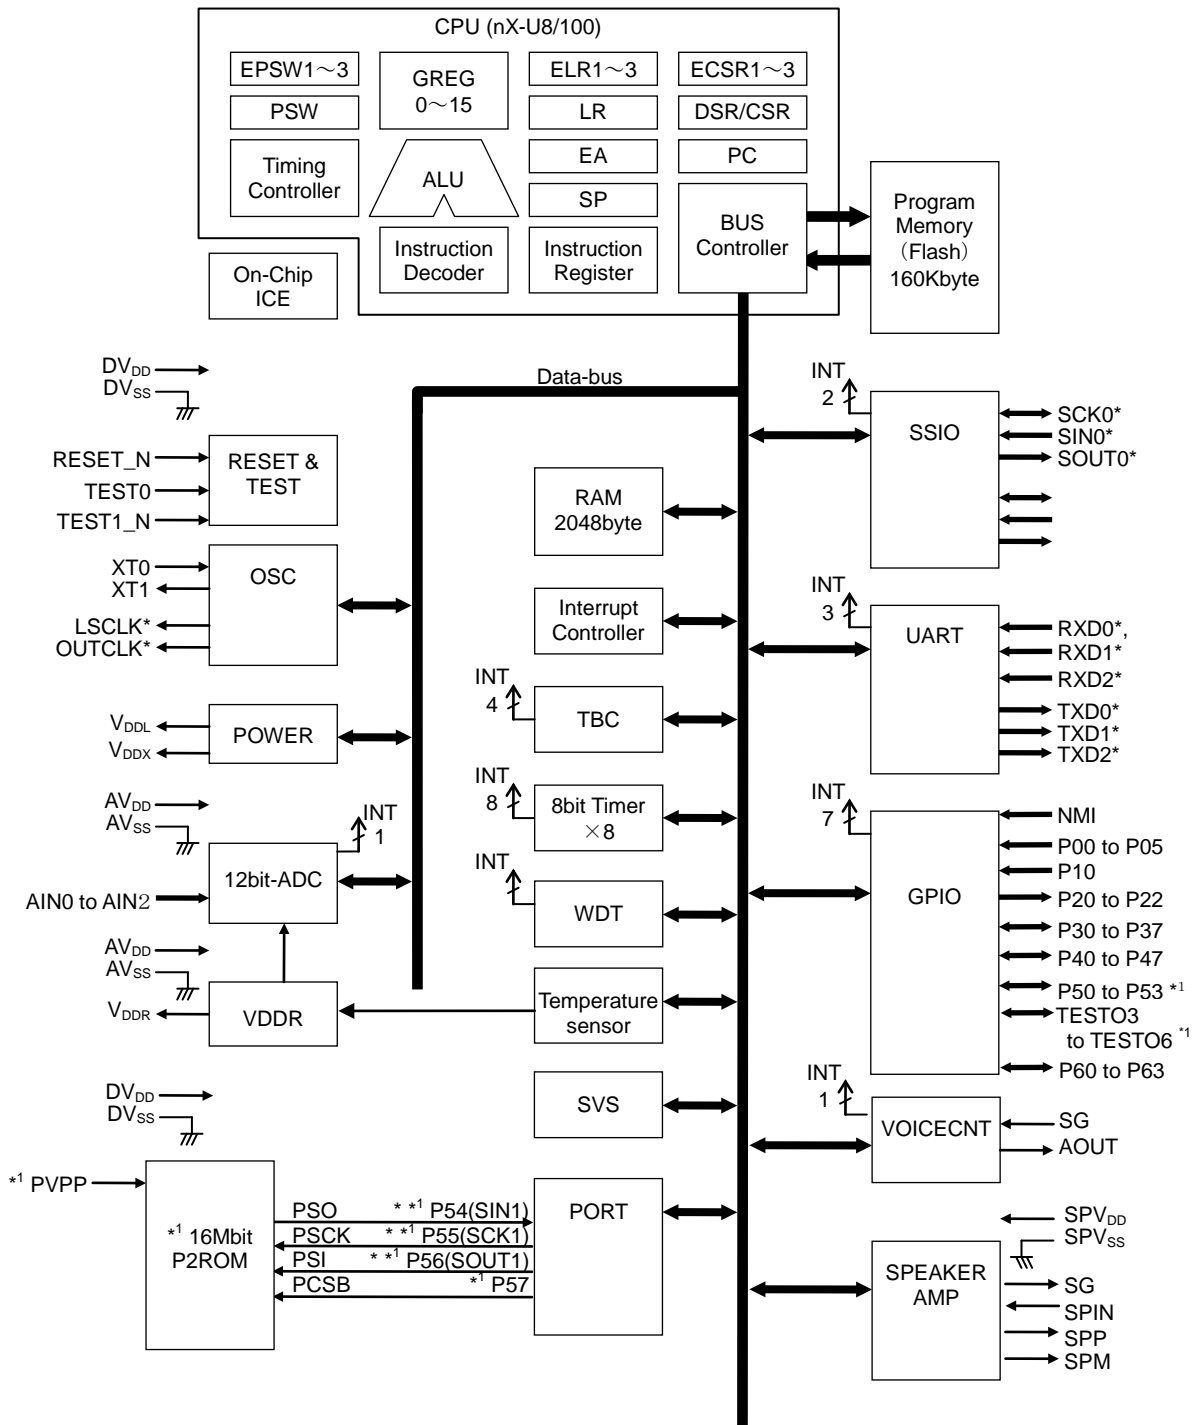 CPU (nX-U8/100)
EPSW1～3
GREG
0～15
ELR1～3
ECSR1～3
PSW
LR
DSR/CSR
Timing
Controller
ALU
EA
PC
SP
BUS
Controller
Program
Memory
（Flash）
160Kbyte
Instruction
Decoder
Instruction
Register
On-Chip
ICE
DVDD
DVSS
Data-bus
INT
2
SSIO
SCK0*
SIN0*
SOUT0*
RESET_N
TEST0
TEST1_N
RESET &
TEST
RAM
2048byte
XT0
XT1
LSCLK*
OUTCLK*
OSC
Interrupt
Controller
INT
3
UART
RXD0*,
RXD1*
RXD2*
TXD0*
TXD1*
TXD2*
INT
4
TBC
VDDL
VDDX
POWER
AVDD
AVSS
INT
1
INT
8
8bit Timer
×8
INT
7
GPIO
NMI
P00 to P05
P10
P20 to P22
P30 to P37
P40 to P47
P50 to P53 *1
TESTO3
to TESTO6 *1
P60 to P63
AIN0 to AIN2
12bit-ADC
INT
WDT
AVDD
AVSS
VDDR
VDDR
Temperature
sensor
DVDD
DVSS
SVS
INT
1
VOICECNT
SG
AOUT
*1 PVPP
*1 16Mbit
P2ROM
PSO
* *1 P54(SIN1)
PSCK
* *1 P55(SCK1)
PSI
* *1 P56(SOUT1)
PCSB
*1 P57
PORT
SPVDD
SPVSS
SPEAKER
AMP
SG
SPIN
SPP
SPM